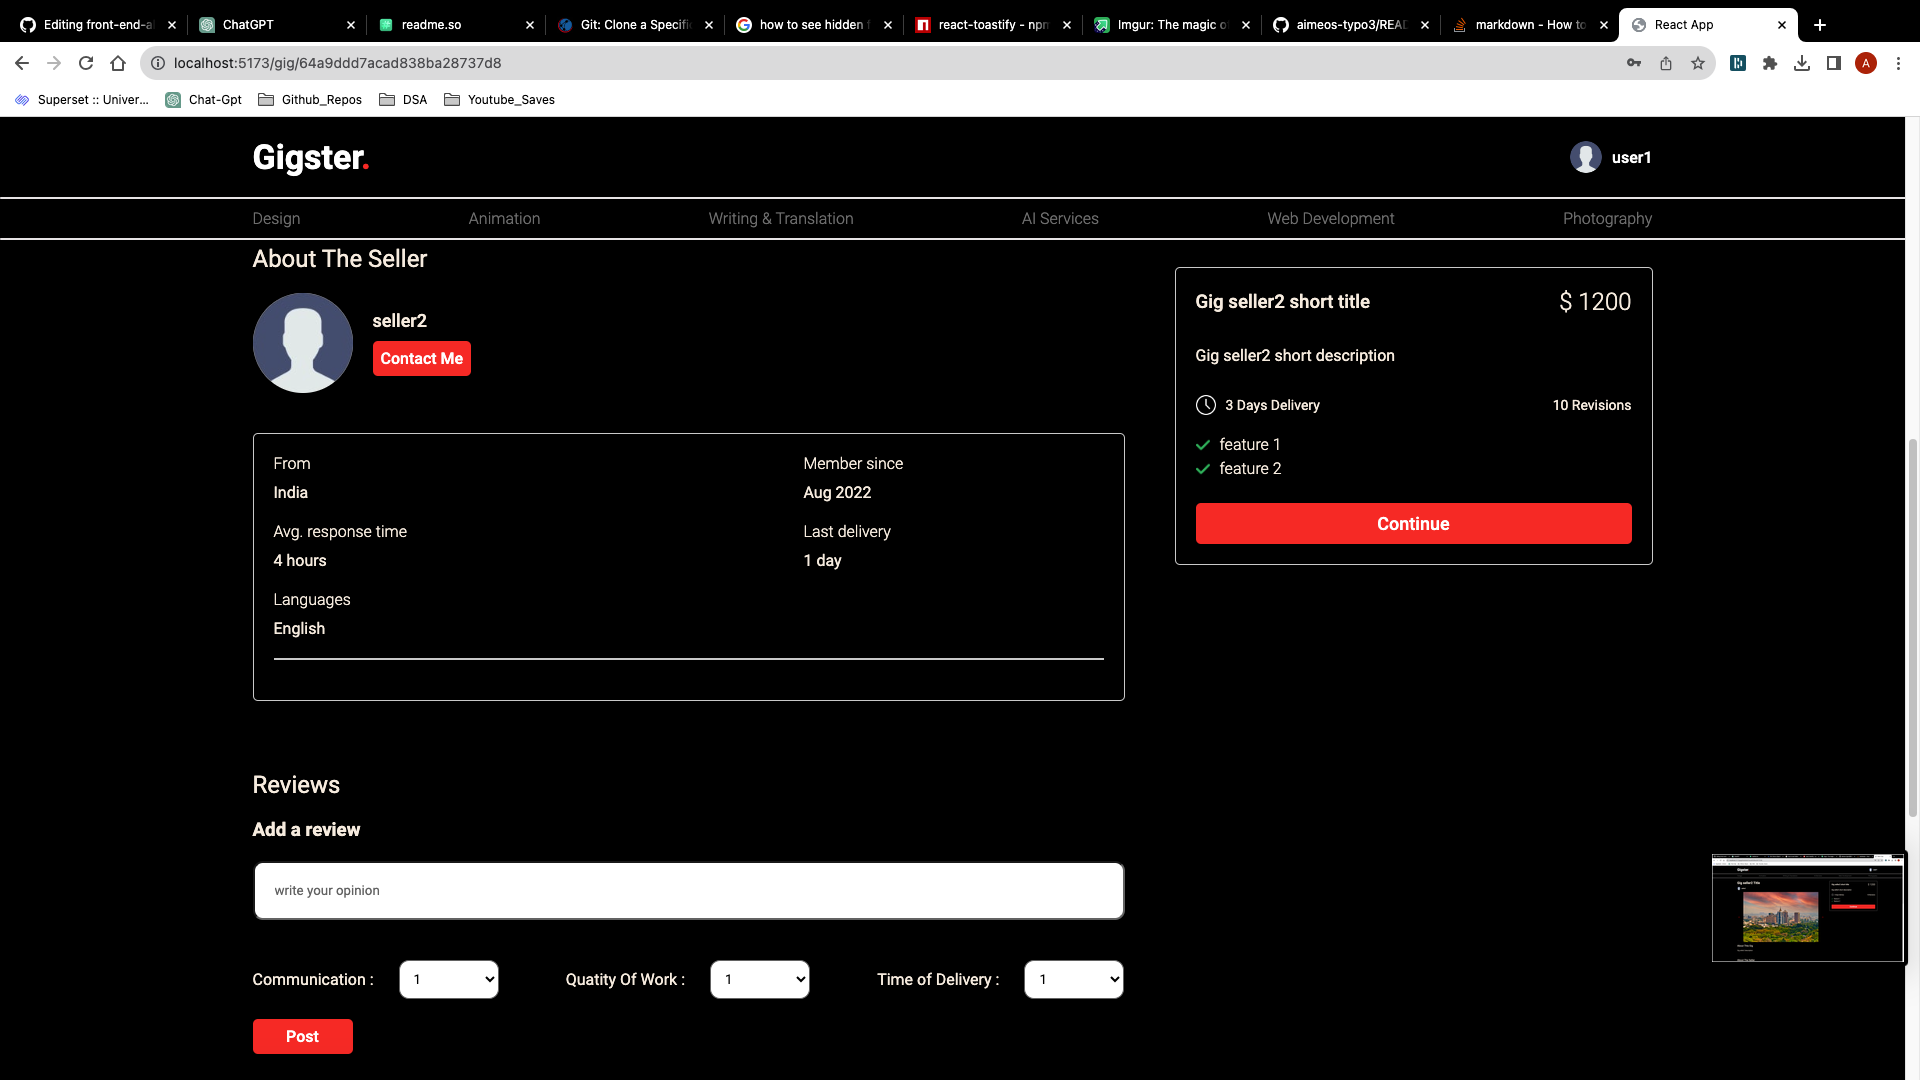 Editing front-end-a
ChatGPT
readme.so
Git: Clone a Specifi
how to see hidden f
react-toastify - npm
Imgur: The magic o
aimeos-typo3/READ
markdown - How to
React App
localhost:5173/gig/64a9ddd7acad838ba28737d8
A
Superset :: Univer...
Chat-Gpt
Github_Repos
DSA
Youtube_Saves
Gigster.
user1
Design
Animation
Writing & Translation
AI Services
Web Development
Photography
About The Seller
seller2
Contact Me
From
India
Member since
Aug 2022
Avg. response time
4 hours
Last delivery
1 day
Languages
English
Gig seller2 short title
$ 1200
Gig seller2 short description
3 Days Delivery
10 Revisions
feature 1
feature 2
Continue
Reviews
Add a review
write your opinion
Communication :
1
Quatity Of Work :
1
Time of Delivery :
1
Post
Gigster